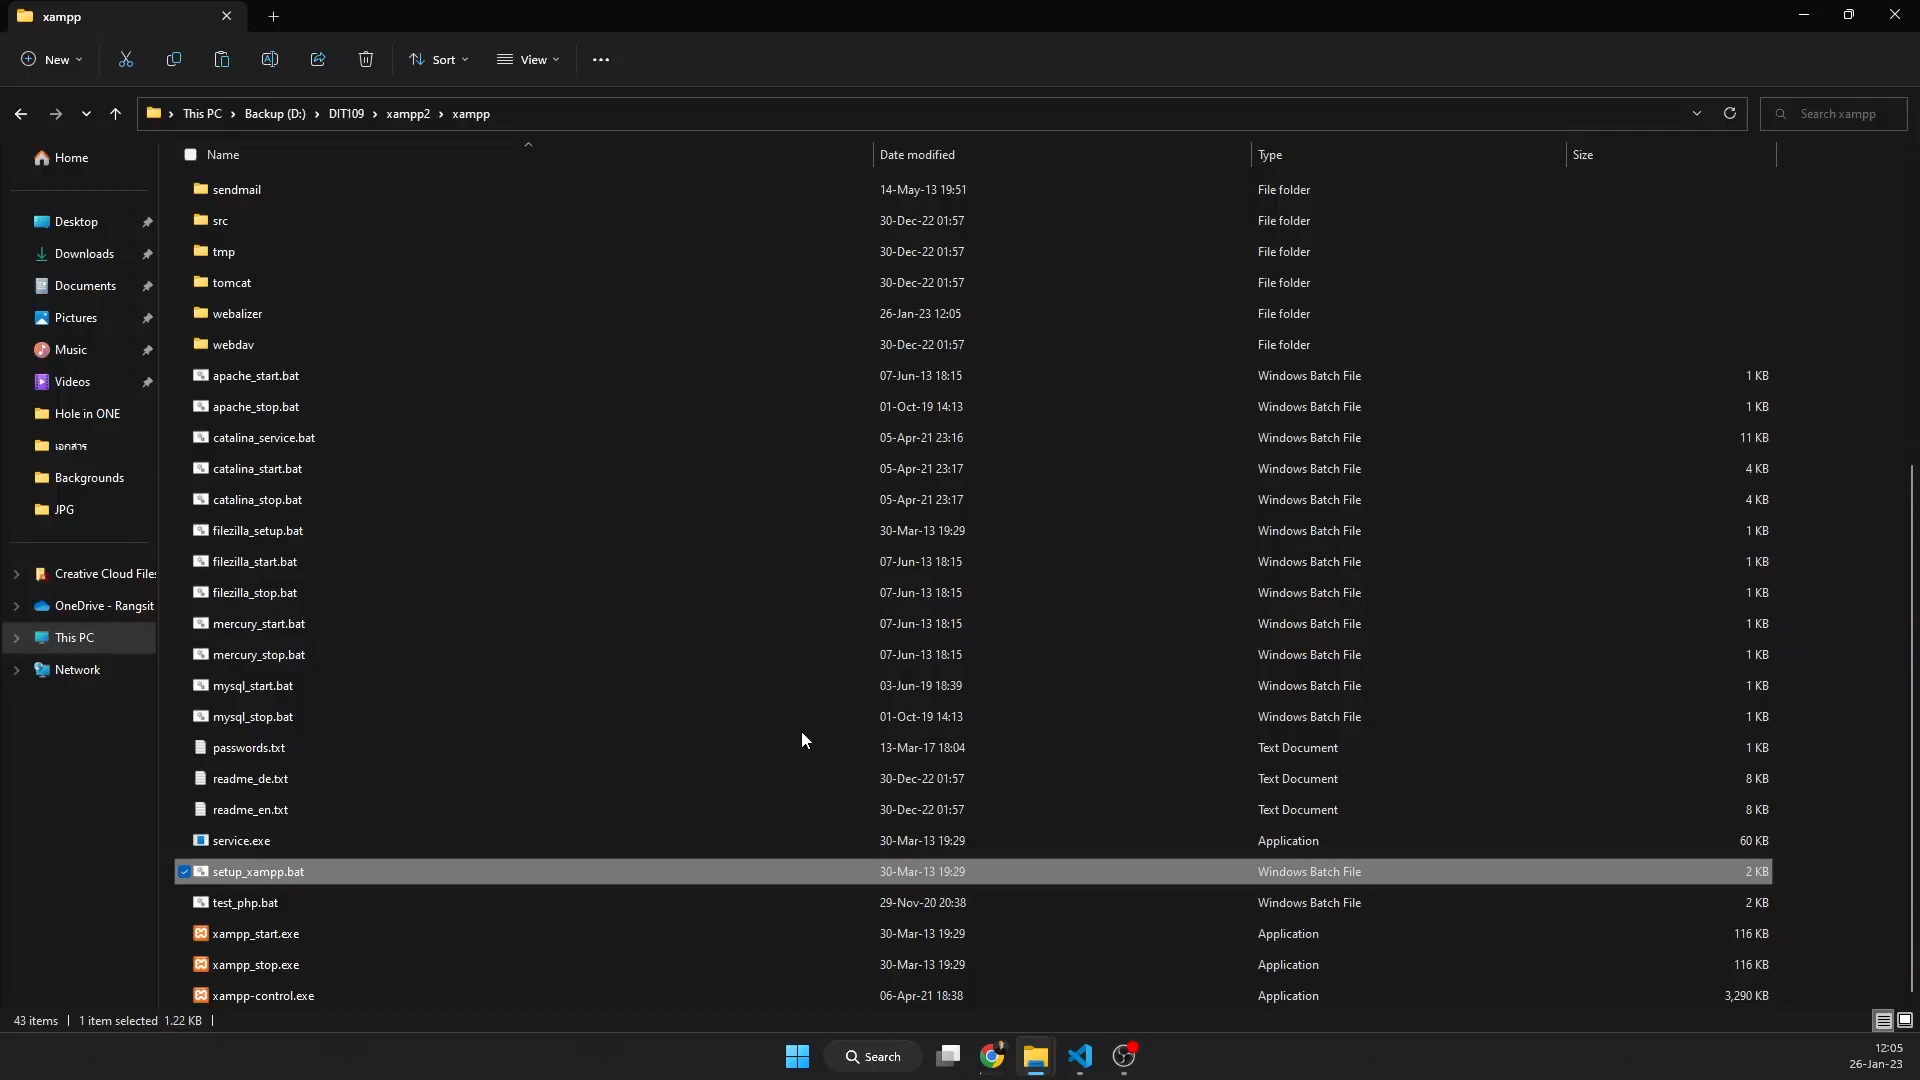 xampp
New
Sort
View
This PC > Backup (D:) > DIT109 > xampp2 > xampp
Search xampp
Home
Desktop
Downloads
Documents
Pictures
Music
Videos
Hole in ONE
เอกสาร
Backgrounds
JPG
Creative Cloud Files
OneDrive - Rangsit
This PC
Network
Name Date modified Type Size
sendmail 14-May-13 19:51 File folder
src 30-Dec-22 01:57 File folder
tmp 30-Dec-22 01:57 File folder
tomcat 30-Dec-22 01:57 File folder
webalizer 26-Jan-23 12:05 File folder
webdav 30-Dec-22 01:57 File folder
apache_start.bat 07-Jun-13 18:15 Windows Batch File 1 KB
apache_stop.bat 01-Oct-19 14:13 Windows Batch File 1 KB
catalina_service.bat 05-Apr-21 23:16 Windows Batch File 11 KB
catalina_start.bat 05-Apr-21 23:17 Windows Batch File 4 KB
catalina_stop.bat 05-Apr-21 23:17 Windows Batch File 4 KB
filezilla_setup.bat 30-Mar-13 19:29 Windows Batch File 1 KB
filezilla_start.bat 07-Jun-13 18:15 Windows Batch File 1 KB
filezilla_stop.bat 07-Jun-13 18:15 Windows Batch File 1 KB
mercury_start.bat 07-Jun-13 18:15 Windows Batch File 1 KB
mercury_stop.bat 07-Jun-13 18:15 Windows Batch File 1 KB
mysql_start.bat 03-Jun-19 18:39 Windows Batch File 1 KB
mysql_stop.bat 01-Oct-19 14:13 Windows Batch File 1 KB
passwords.txt 13-Mar-17 18:04 Text Document 1 KB
readme_de.txt 30-Dec-22 01:57 Text Document 8 KB
readme_en.txt 30-Dec-22 01:57 Text Document 8 KB
service.exe 30-Mar-13 19:29 Application 60 KB
setup_xampp.bat 30-Mar-13 19:29 Windows Batch File 2 KB
test_php.bat 29-Nov-20 20:38 Windows Batch File 2 KB
xampp_start.exe 30-Mar-13 19:29 Application 116 KB
xampp_stop.exe 30-Mar-13 19:29 Application 116 KB
xampp-control.exe 06-Apr-21 18:38 Application 3,290 KB
43 items | 1 item selected 1.22 KB |
Search
12:05
26-Jan-23